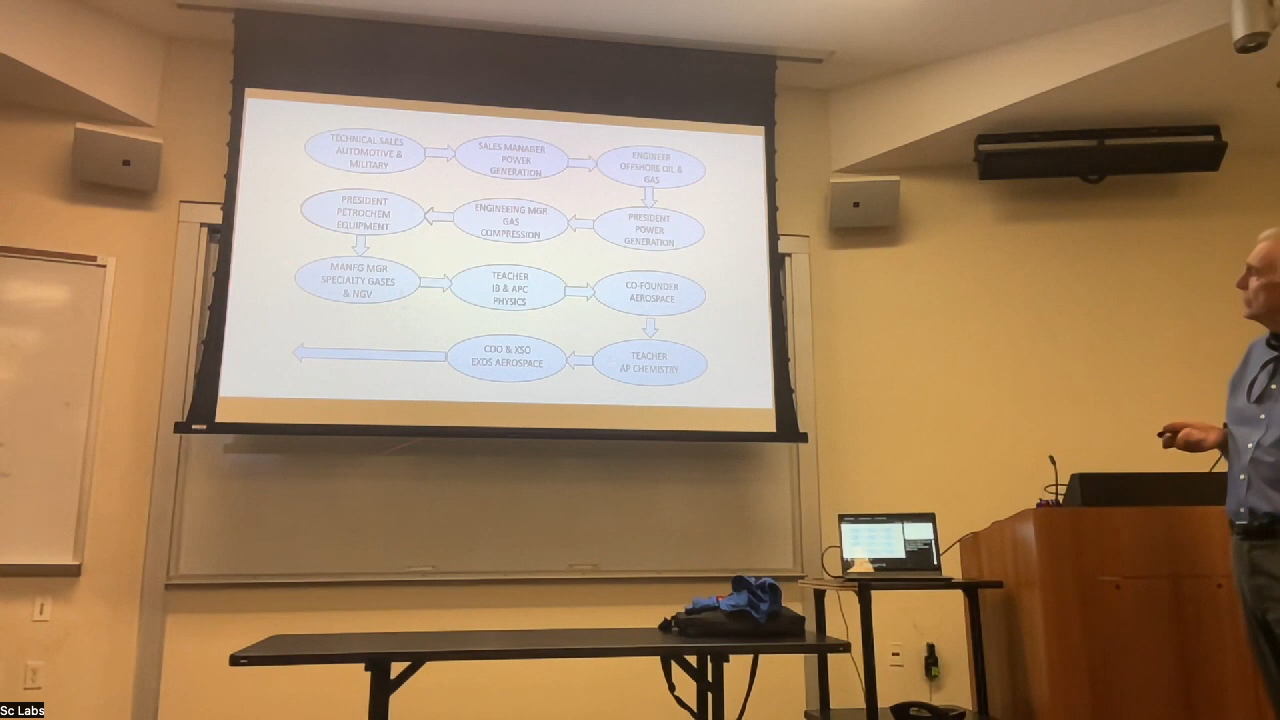 TECHNICAL SALES
AUTOMOTIVE &
MILITARY
SALES MANAGER
POWER
GENERATION
ENGINEER
OFFSHORE OIL &
GAS
PRESIDENT
POWER
GENERATION
ENGINEEING MGR
GAS
COMPRESSION
PRESIDENT
PETROCHEM
EQUIPMENT
MANFG MGR
SPECIALTY GASES
& NGV
TEACHER
IB & APC
PHYSICS
CO-FOUNDER
AEROSPACE
TEACHER
AP CHEMISTRY
CDO & XSO
EXOS AEROSPACE
Sc Labs